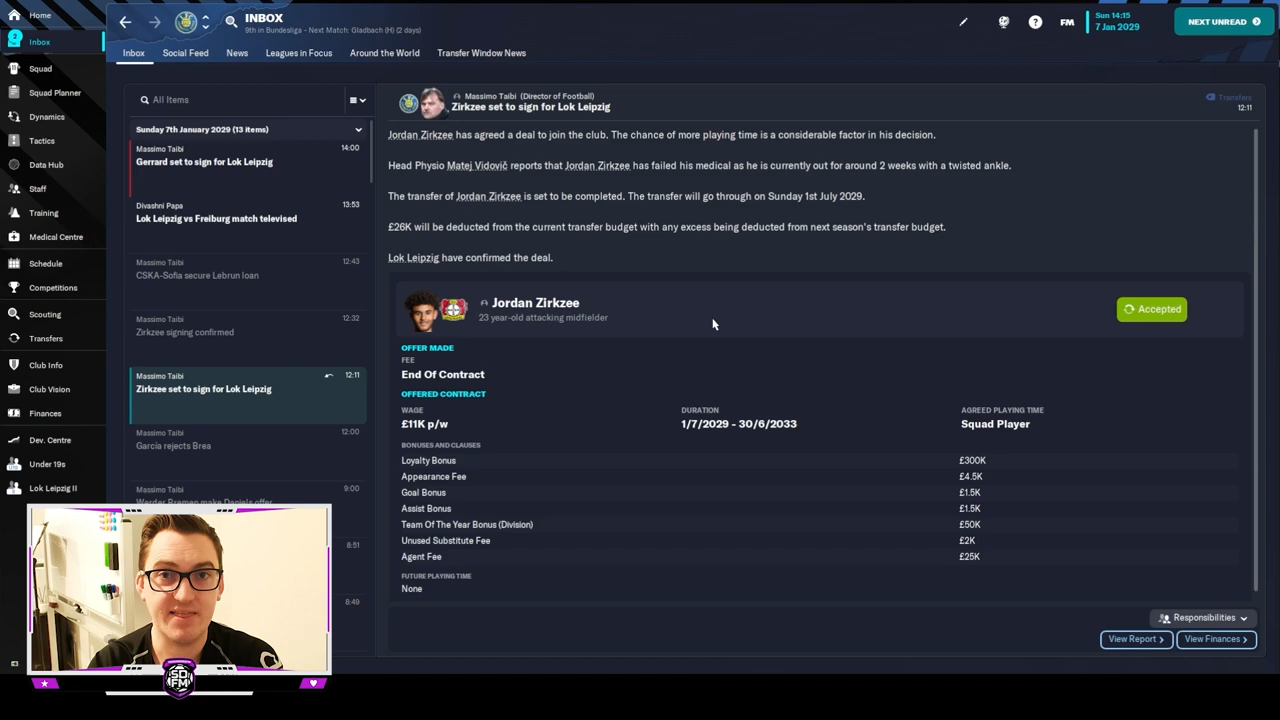 Home
INBOX
9th in Bundesliga - Next Match: Gladbach (H) (2 days)
FM
Sun 14:15
7 Jan 2029
NEXT UNREAD
2
Inbox
Squad
Squad Planner
Dynamics
Tactics
Data Hub
Staff
Training
Medical Centre
Schedule
Competitions
Scouting
Transfers
Club Info
Club Vision
Finances
Dev. Centre
Under 19s
Lok Leipzig II
Inbox
Social Feed
News
Leagues in Focus
Around the World
Transfer Window News
All Items
Sunday 7th January 2029 (13 items)
Massimo Taibi 14:00
Gerrard set to sign for Lok Leipzig
Divashni Papa 13:53
Lok Leipzig vs Freiburg match televised
Massimo Taibi 12:43
CSKA-Sofia secure Lebrun loan
Massimo Taibi 12:32
Zirkzee signing confirmed
Massimo Taibi 12:11
Zirkzee set to sign for Lok Leipzig
Massimo Taibi 12:00
Garcia rejects Brea
Massimo Taibi 9:00
Werder Bremen make Daniels offer
8:51
8:49
Massimo Taibi (Director of Football)
Zirkzee set to sign for Lok Leipzig
Transfers
12:11
Jordan Zirkzee has agreed a deal to join the club. The chance of more playing time is a considerable factor in his decision.
Head Physio Matej Vidovič reports that Jordan Zirkzee has failed his medical as he is currently out for around 2 weeks with a twisted ankle.
The transfer of Jordan Zirkzee is set to be completed. The transfer will go through on Sunday 1st July 2029.
£26K will be deducted from the current transfer budget with any excess being deducted from next season's transfer budget.
Lok Leipzig have confirmed the deal.
Jordan Zirkzee
23 year-old attacking midfielder
Accepted
OFFER MADE
FEE
End Of Contract
OFFERED CONTRACT
WAGE DURATION AGREED PLAYING TIME
£11K p/w 1/7/2029 - 30/6/2033 Squad Player
BONUSES AND CLAUSES
Loyalty Bonus £300K
Appearance Fee £4.5K
Goal Bonus £1.5K
Assist Bonus £1.5K
Team Of The Year Bonus (Division) £50K
Unused Substitute Fee £2K
Agent Fee £25K
FUTURE PLAYING TIME
None
Responsibilities
View Report
View Finances
SD
FM